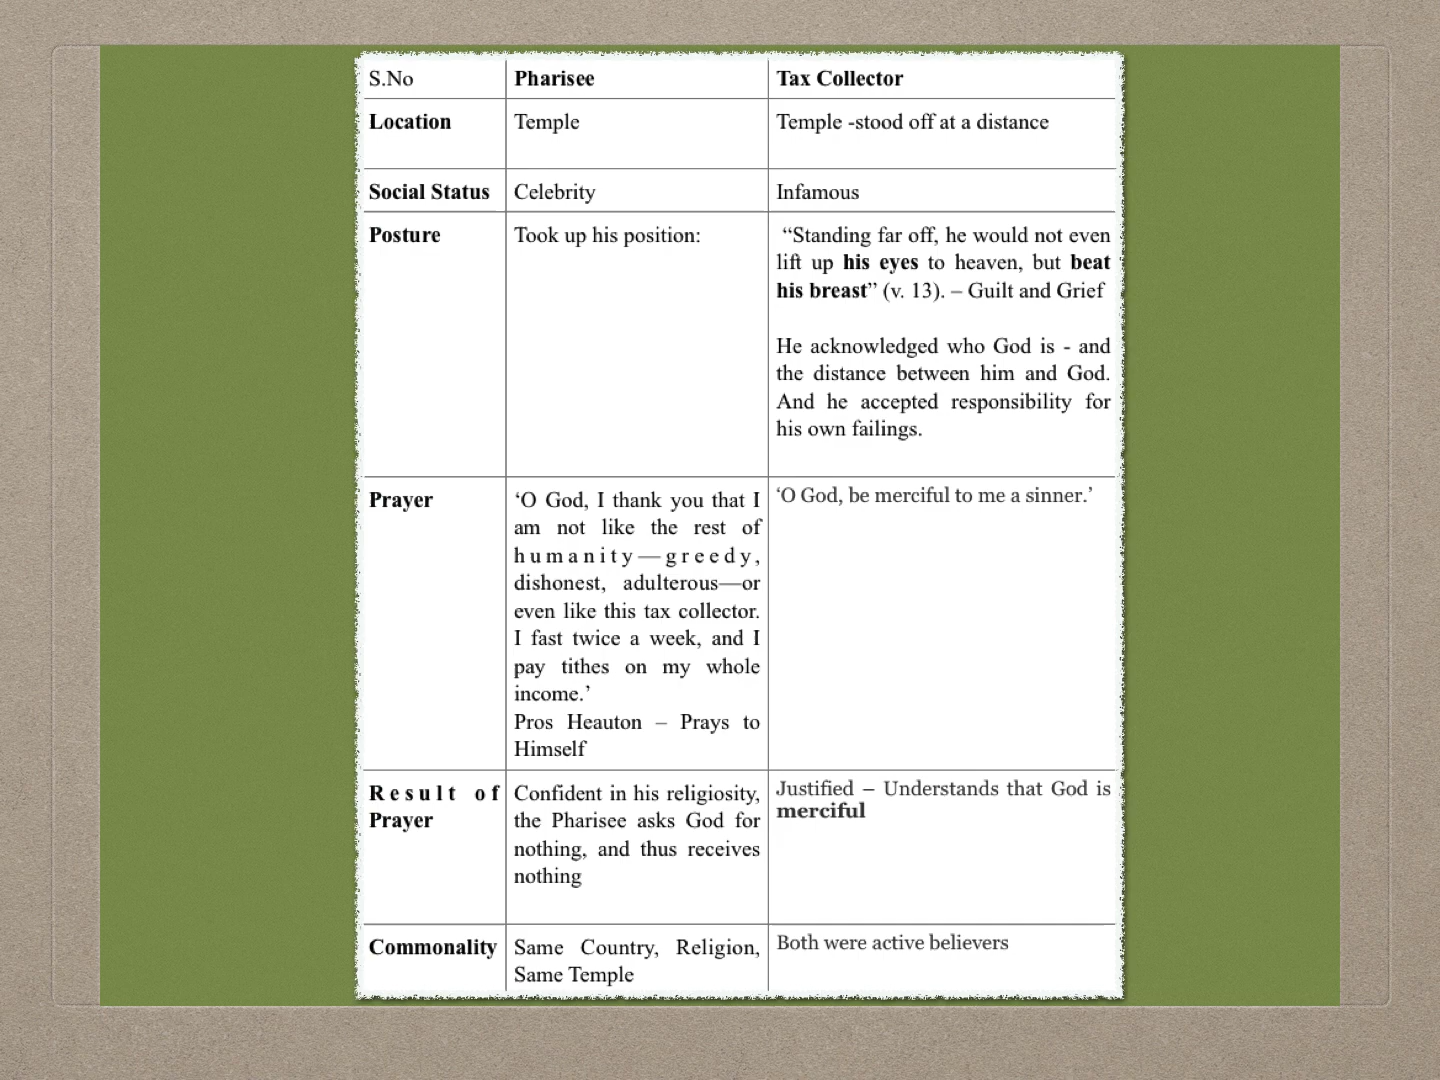 S.No
Pharisee
Tax Collector
Location
Temple
Temple -stood off at a distance
Social Status
Celebrity
Infamous
Posture
Took up his position:
“Standing far off, he would not even
lift up his eyes to heaven, but beat
his breast” (v. 13). – Guilt and Grief
He acknowledged who God is - and
the distance between him and God.
And he accepted responsibility for
his own failings.
Prayer
‘O God, I thank you that I
am not like the rest of
humanity—greedy,
dishonest, adulterous—or
even like this tax collector.
I fast twice a week, and I
pay tithes on my whole
income.’
Pros Heauton – Prays to
Himself
‘O God, be merciful to me a sinner.’
Result of
Prayer
Confident in his religiosity,
the Pharisee asks God for
nothing, and thus receives
nothing
Justified – Understands that God is
merciful
Commonality
Same Country, Religion,
Same Temple
Both were active believers